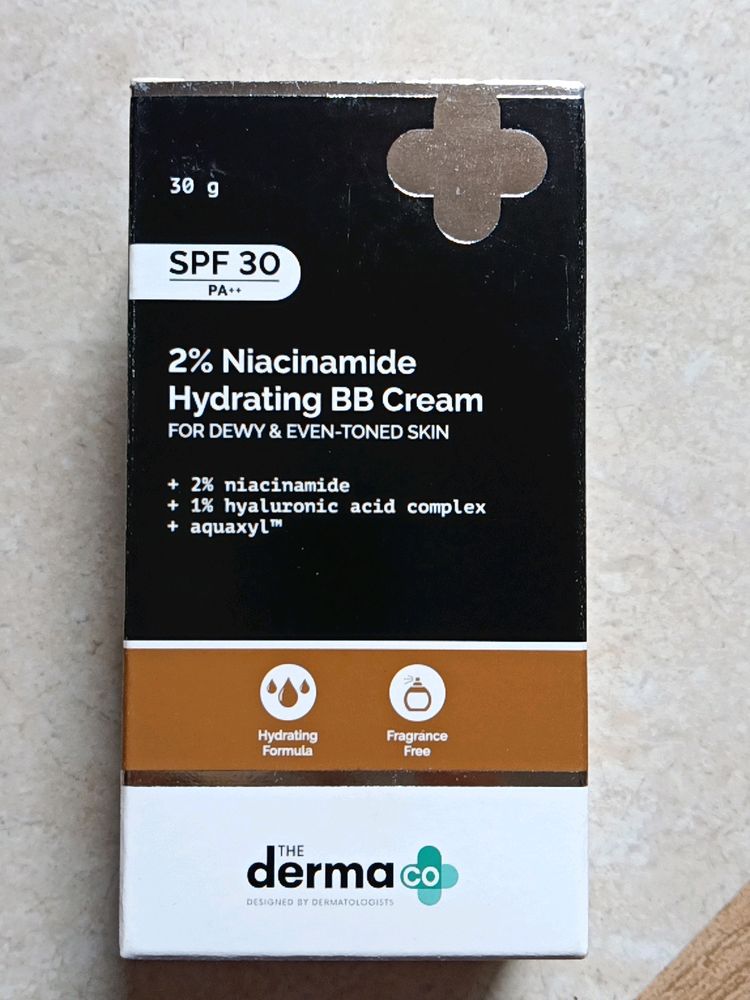 30 g
SPF 30
PA++
2% Niacinamide
Hydrating BB Cream
FOR DEWY & EVEN-TONED SKIN
+ 2% niacinamide
+ 1% hyaluronic acid complex
+ aquaxyl™
Hydrating
Formula
Fragrance
Free
THE
derma co
DESIGNED BY DERMATOLOGISTS